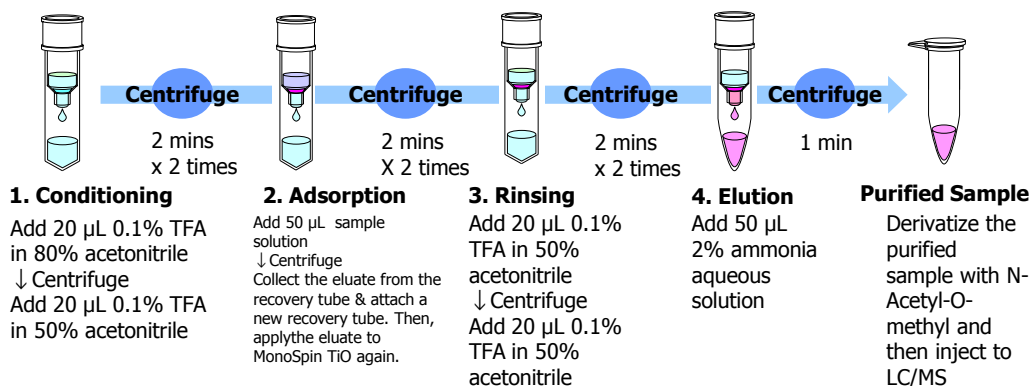 Centrifuge
Centrifuge
Centrifuge
Centrifuge
2 mins
x 2 times
2 mins
X 2 times
2 mins
x 2 times
1 min
1. Conditioning
Add 20 µL 0.1% TFA
in 80% acetonitrile
↓Centrifuge
Add 20 µL 0.1% TFA
in 50% acetonitrile
2. Adsorption
Add 50 µL sample
solution
↓Centrifuge
Collect the eluate from the
recovery tube & attach a
new recovery tube. Then,
applythe eluate to
MonoSpin TiO again.
3. Rinsing
Add 20 µL 0.1%
TFA in 50%
acetonitrile
↓Centrifuge
Add 20 µL 0.1%
TFA in 50%
acetonitrile
4. Elution
Add 50 µL
2% ammonia
aqueous
solution
Purified Sample
Derivatize the
purified
sample with N-
Acetyl-O-
methyl and
then inject to
LC/MS